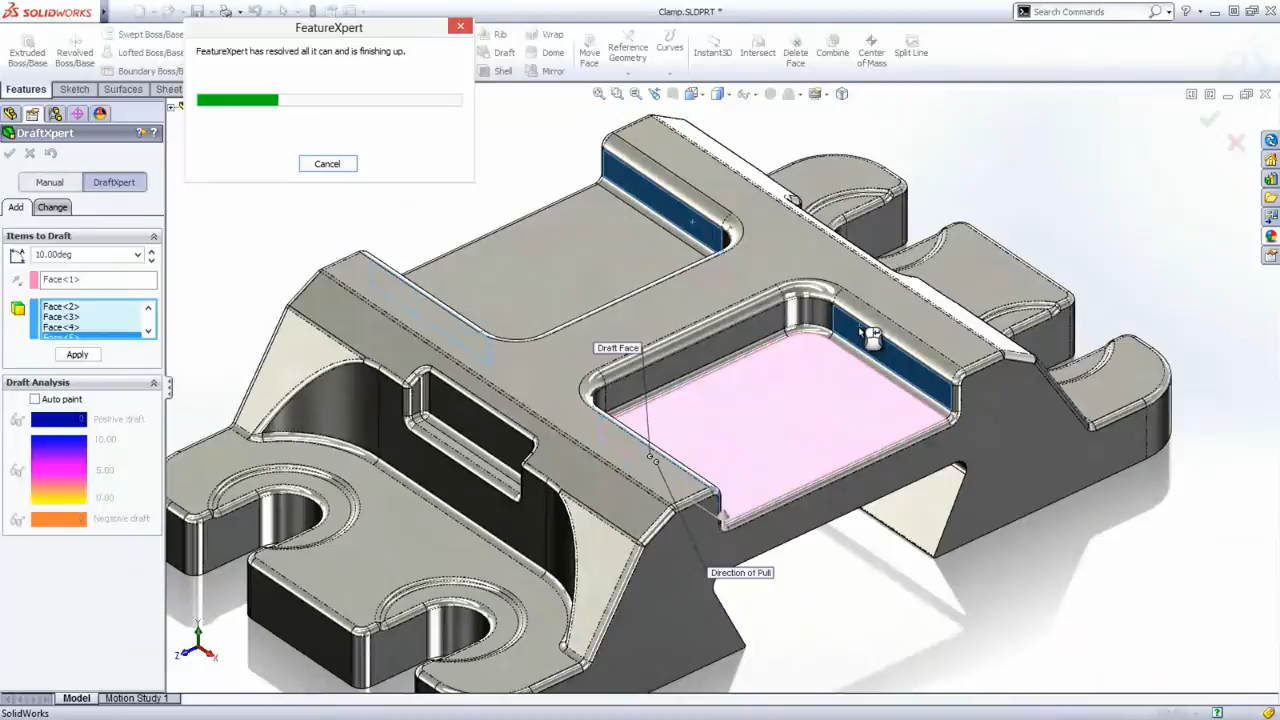 SOLIDWORKS
Clamp.SLDPRT *
Search Commands
FeatureXpert
FeatureXpert has resolved all it can and is finishing up.
Cancel
Extruded
Boss/Base
Revolved
Boss/Base
Swept Boss/Base
Lofted Boss/Bas
Boundary Boss/B
Rib
Draft
Shell
Wrap
Dome
Mirror
Move
Face
Reference
Geometry
Curves
Instant3D
Intersect
Delete
Face
Combine
Center
of Mass
Split Line
Features
Sketch
Surfaces
Sheet
DraftXpert
Manual
DraftXpert
Add
Change
Items to Draft
10.00deg
Face<1>
Face<2>
Face<3>
Face<4>
Apply
Draft Analysis
Auto paint
0
Positive draft
10.00
5.00
0.00
0
Negative draft
Draft Face
Direction of Pull
Y
Z
X
Model
Motion Study 1
SolidWorks